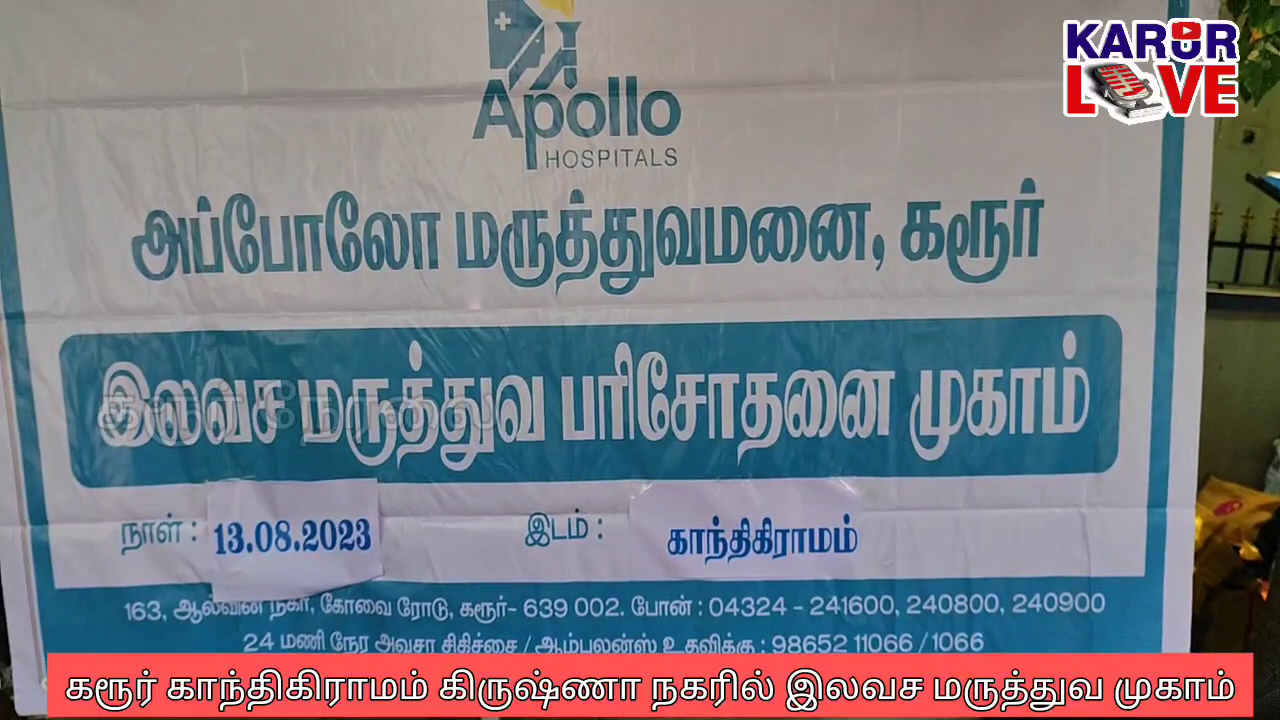 KARUR
LOVE
Apollo
HOSPITALS
அப்போலோ மருத்துவமனை, கரூர்
இலவச மருத்துவ பரிசோதனை முகாம்
நாள் : 13.08.2023 இடம் : காந்திகிராமம்
163, ஆல்வின் நகர், கோவை ரோடு, கரூர்- 639 002. போன் : 04324 - 241600, 240800, 240900
24 மணி நேர அவசர சிகிச்சை / ஆம்புலன்ஸ் உதவிக்கு : 98652 11066 / 1066
கரூர் காந்திகிராமம் கிருஷ்ணா நகரில் இலவச மருத்துவ முகாம்